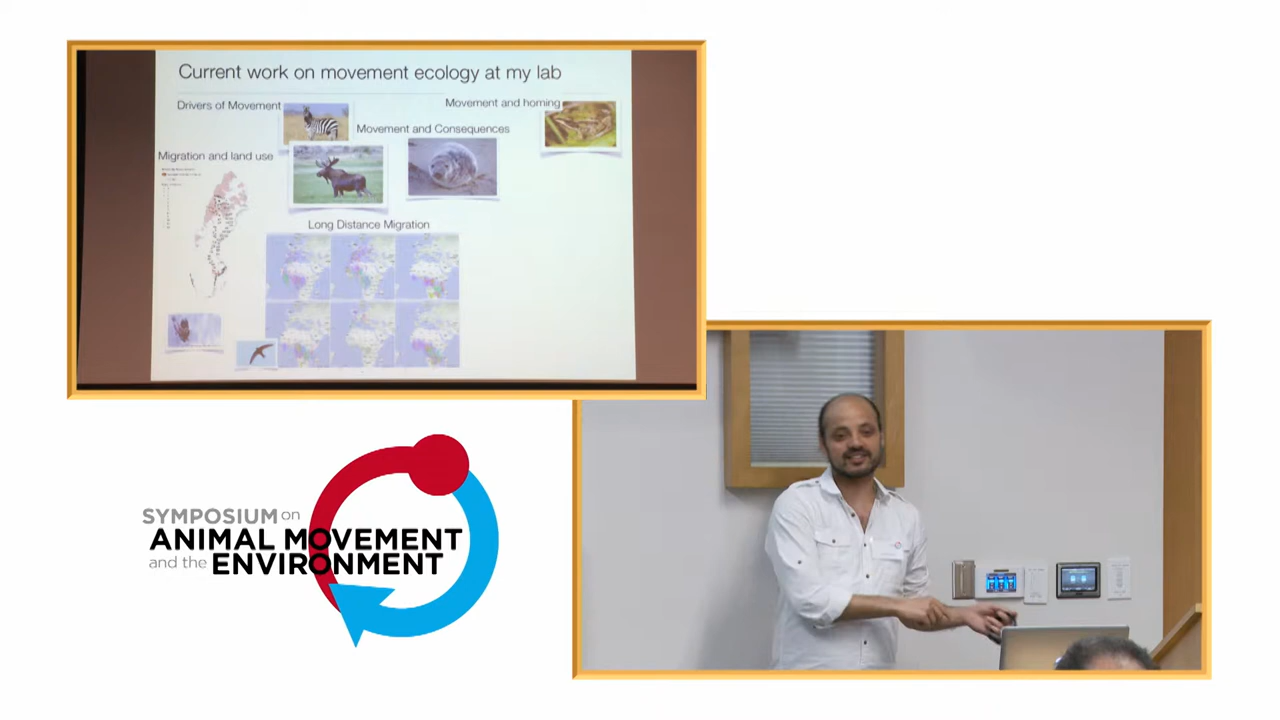 Current work on movement ecology at my lab
Drivers of Movement
Movement and homing
Movement and Consequences
Migration and land use
Long Distance Migration
SYMPOSIUM on
ANIMAL MOVEMENT
and the ENVIRONMENT